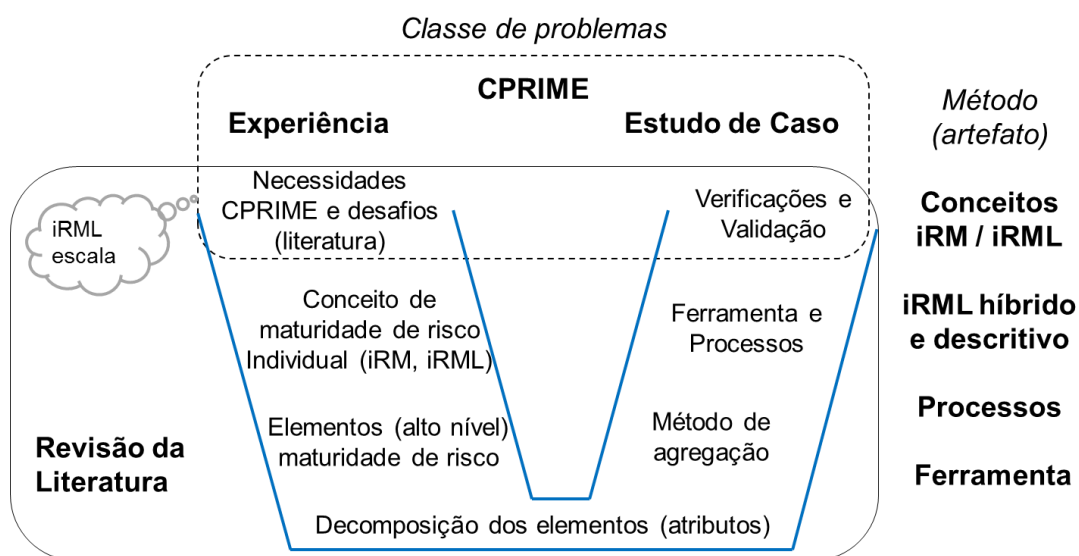 Classe de problemas
CPRIME
Experiência
Estudo de Caso
Método
(artefato)
iRML
escala
Necessidades
CPRIME e desafios
(literatura)
Verificações e
Validação
Conceitos
iRM / iRML
Conceito de
maturidade de risco
Individual (iRM, iRML)
Ferramenta e
Processos
iRML híbrido
e descritivo
Revisão da
Literatura
Elementos (alto nível)
maturidade de risco
Método de
agregação
Processos
Ferramenta
Decomposição dos elementos (atributos)